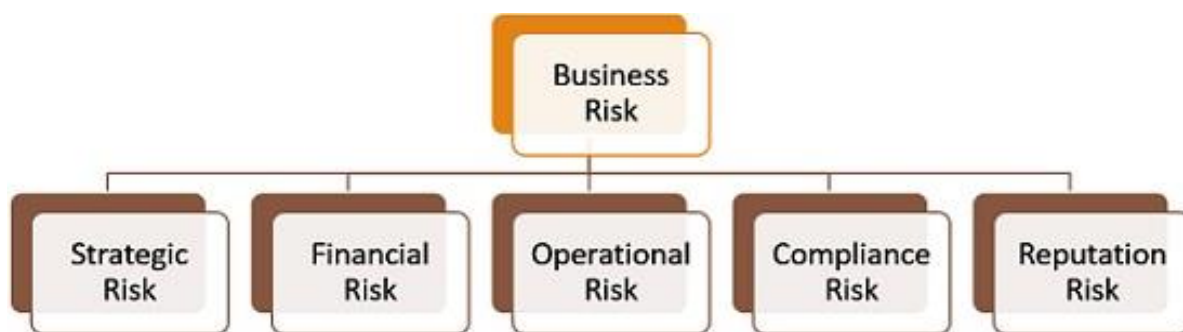 Business
Risk
Strategic
Risk
Financial
Risk
Operational
Risk
Compliance
Risk
Reputation
Risk